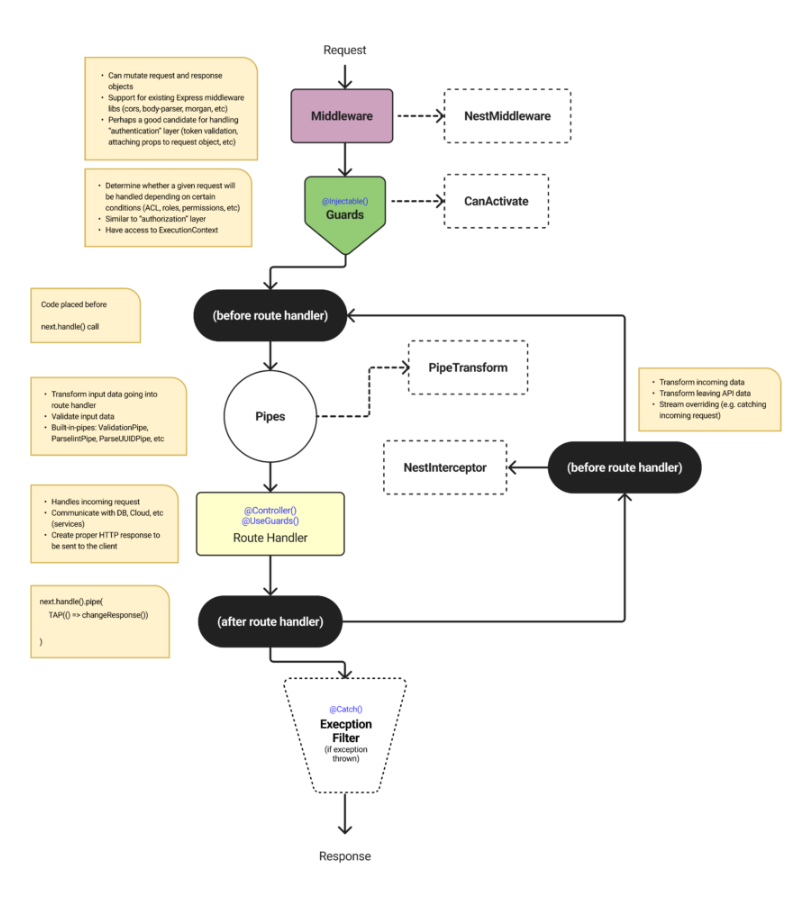 Request
• Can mutate request and response
objects
• Support for existing Express middleware
libs (cors, body-parser, morgan, etc)
• Perhaps a good candidate for handling
"authentication" layer (token validation,
attaching props to request object, etc)
Middleware
NestMiddleware
• Determine whether a given request will
be handled depending on certain
conditions (ACL, roles, permissions, etc)
• Similar to "authorization" layer
• Have access to ExecutionContext
@Injectable()
Guards
CanActivate
Code placed before
next.handle() call
(before route handler)
PipeTransform
• Transform input data going into
route handler
• Validate input data
• Built-in-pipes: ValidationPipe,
ParselintPipe, ParseUUIDPipe, etc
Pipes
• Transform incoming data
• Transform leaving API data
• Stream overriding (e.g. catching
incoming request)
NestInterceptor
(before route handler)
• Handles incoming request
• Communicate with DB, Cloud, etc
(services)
• Create proper HTTP response to
be sent to the client
@Controller()
@UseGuards()
Route Handler
next.handle().pipe(
TAP(() => changeResponse())
)
(after route handler)
@Catch()
Execption
Filter
(if exception
thrown)
Response